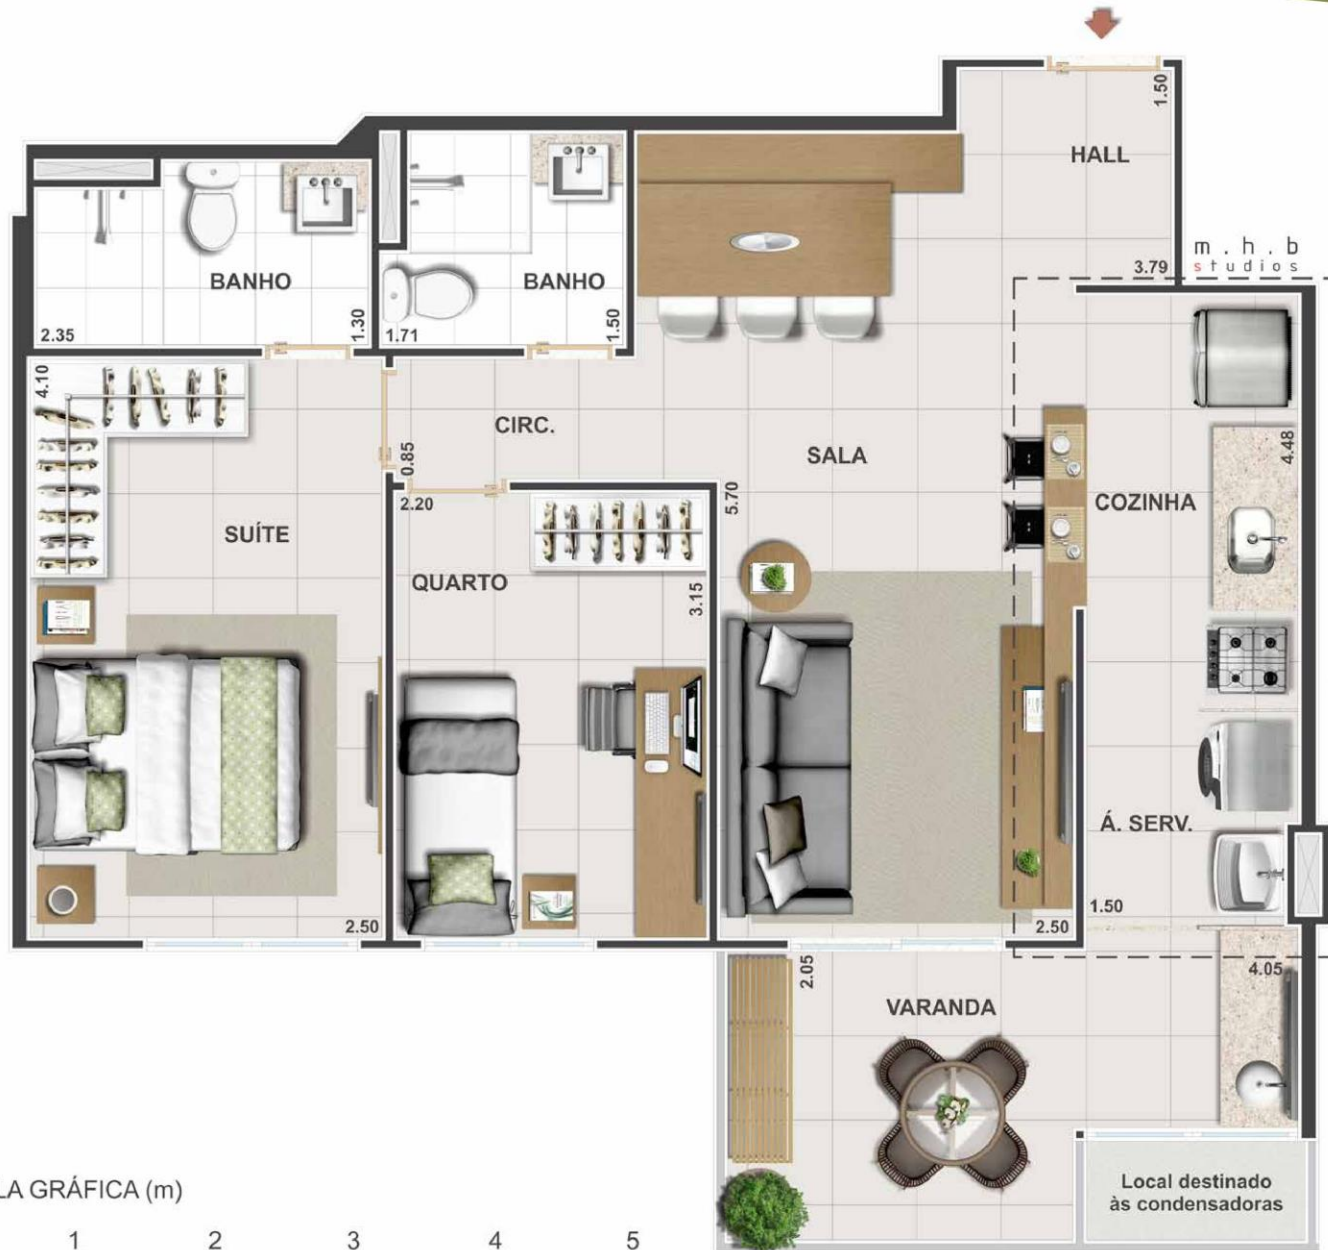 1.50
HALL
m.h.b
studios
3.79
BANHO
2.35
1.30
BANHO
1.71
1.50
4.10
CIRC.
0.85
2.20
SALA
5.70
4.48
COZINHA
SUÍTE
QUARTO
3.15
Á. SERV.
1.50
2.50
2.50
2.05
4.05
VARANDA
Local destinado
às condensadoras
LA GRÁFICA (m)
1 2 3 4 5